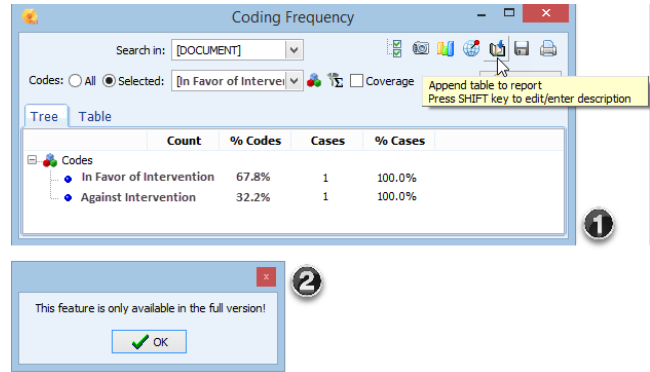 Coding Frequency
Search in: [DOCUMENT]
Codes: All Selected: [In Favor of Interver Coverage
Append table to report
Press SHIFT key to edit/enter description
Tree Table
Count % Codes Cases % Cases
Codes
In Favor of Intervention 67.8% 1 100.0%
Against Intervention 32.2% 1 100.0%
1
x
2
This feature is only available in the full version!
OK